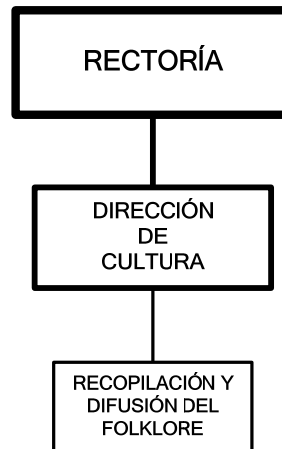 RECTORÍA
DIRECCIÓN
DE
CULTURA
RECOPILACIÓN Y
DIFUSIÓN DEL
FOLKLORE